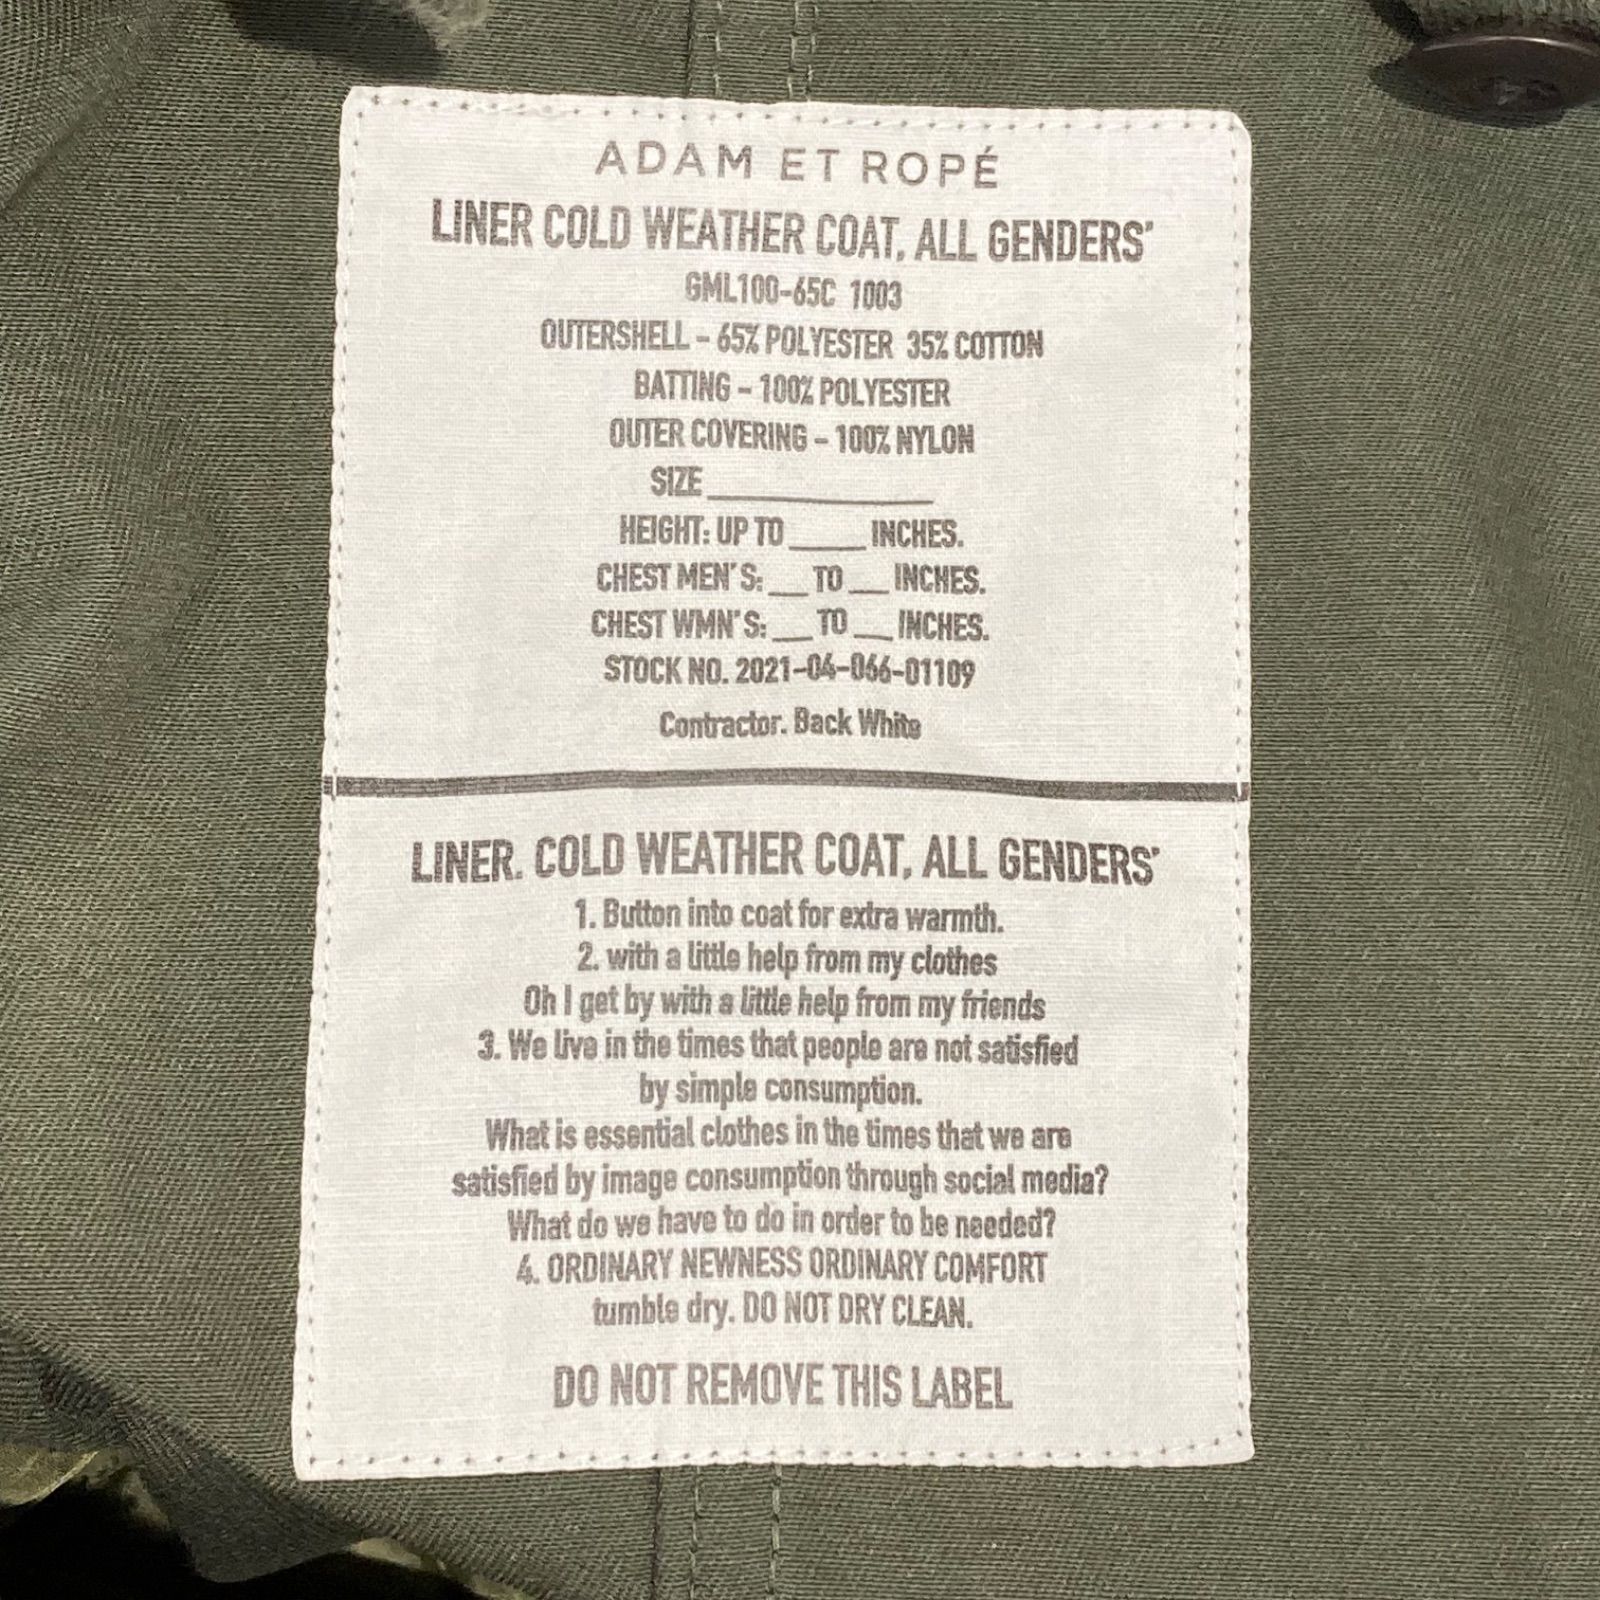 ADAM ET ROPÉ
LINER COLD WEATHER COAT, ALL GENDERS'
GML100-65C 1003
OUTERSHELL - 65% POLYESTER 35% COTTON
BATTING - 100% POLYESTER
OUTER COVERING - 100% NYLON
SIZE ____________
HEIGHT: UP TO ____ INCHES.
CHEST MEN'S: __ TO __ INCHES.
CHEST WMN'S: __ TO __ INCHES.
STOCK NO. 2021-04-066-01109
Contractor. Back White
LINER. COLD WEATHER COAT, ALL GENDERS'
1. Button into coat for extra warmth.
2. with a little help from my clothes
Oh I get by with a little help from my friends
3. We live in the times that people are not satisfied
by simple consumption.
What is essential clothes in the times that we are
satisfied by image consumption through social media?
What do we have to do in order to be needed?
4. ORDINARY NEWNESS ORDINARY COMFORT
tumble dry. DO NOT DRY CLEAN.
DO NOT REMOVE THIS LABEL